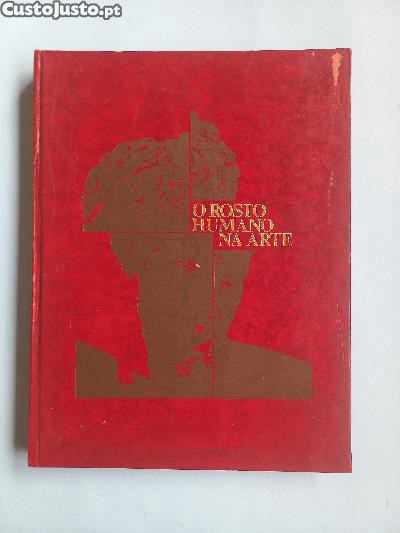 CustoJusto.pt
O ROSTO
HUMANO
NA ARTE